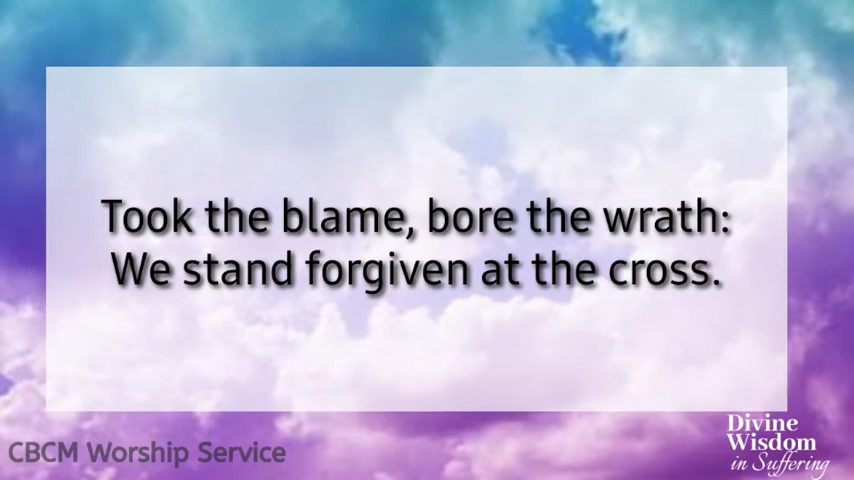 Took the blame, bore the wrath:
We stand forgiven at the cross.
CBCM Worship Service
Divine
Wisdom
in Suffering